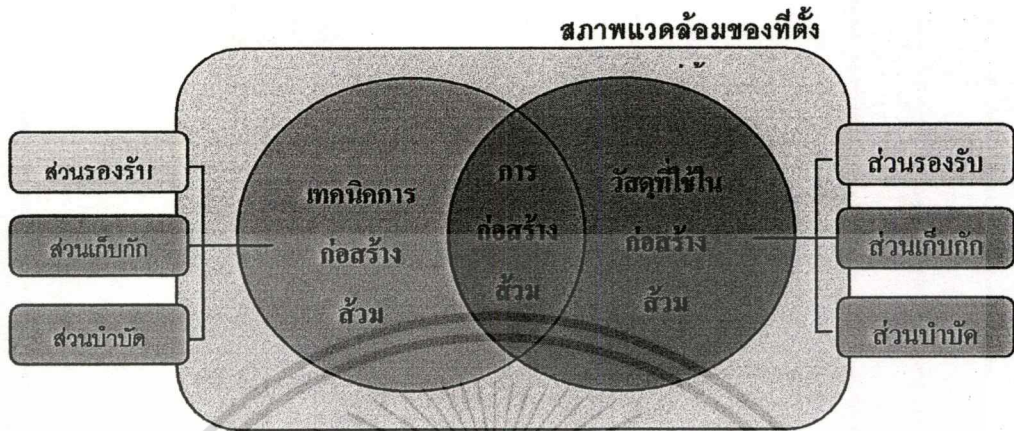 สภาพแวดล้อมของที่ตั้ง
ส่วนรองรับ
ส่วนเก็บกัก
ส่วนบำบัด
เทคนิคการ
ก่อสร้าง
ส้วม
การ
ก่อสร้าง
ส้วม
วัสดุที่ใช้ใน
ก่อสร้าง
ส้วม
ส่วนรองรับ
ส่วนเก็บกัก
ส่วนบำบัด